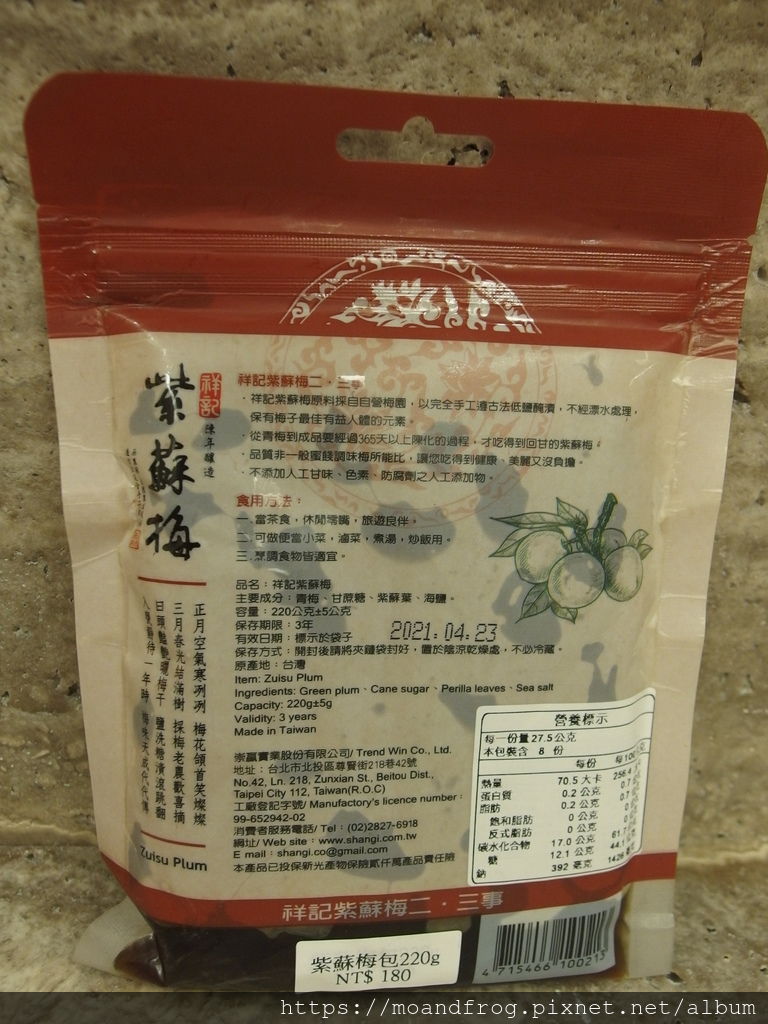 祥記
陳年釀造
紫蘇梅
正月空氣寒冽冽 梅花領首笑燦燦
三月春光結滿樹 採梅老農歡喜摘
日頭豔豔曬梅干 鹽洗糖漬滾跳翻
一年時
Zuisu Plum
祥記紫蘇梅二‧三事
‧祥記紫蘇梅原料採自自營梅園，以完全手工遵古法低鹽醃漬，不經漂水處理，
保有梅子最佳有益人體的元素。
‧從青梅到成品要經過365天以上陳化的過程，才吃得到回甘的紫蘇梅。
‧品質非一般蜜餞調味梅所能比，讓您吃得到健康、美麗又沒負擔。
‧不添加人工甘味、色素、防腐劑之人工添加物。
食用方法：
一.當茶食，休閒零嘴，旅遊良伴。
二.可做便當小菜，滷菜，煮湯，炒飯用。
三.烹調食物皆適宜。
品名：祥記紫蘇梅
主要成分：青梅、甘蔗糖、紫蘇葉、海鹽。
容量：220公克±5公克
保存期限：3年
有效日期：標示於袋子 2021.04.23
保存方式：開封後請將夾鏈袋封好，置於陰涼乾燥處，不必冷藏。
原產地：台灣
Item: Zuisu Plum
Ingredients: Green plum、Cane sugar、Perilla leaves、Sea salt
Capacity: 220g±5g
Validity: 3 years
Made in Taiwan
崇贏實業股份有限公司/ Trend Win Co., Ltd.
地址：台北市北投區尊賢街218巷42號
No.42, Ln. 218, Zunxian St., Beitou Dist.,
Taipei City 112, Taiwan(R.O.C)
工廠登記字號/ Manufactory's licence number :
99-652942-02
消費者服務電話/ Tel : (02)2827-6918
網址/ Web site : www.shangi.com.tw
E mail : shangi.co@gmail.com
本產品已投保新光產物保險貳仟萬產品責任險
營養標示
每一份量 27.5 公克
本包裝含 8 份
每份 每100公克
熱量 70.5 大卡 256.4
蛋白質 0.2 公克 0.7
脂肪 0.2 公克 0.7
飽和脂肪 0 公克
反式脂肪 0 公克
碳水化合物 17.0 公克 61.7
糖 12.1 公克 44.1
鈉 392 毫克
祥記紫蘇梅二‧三事
紫蘇梅包220g
NT$ 180
4 715466 100213
https://moandfrog.pixnet.net/album